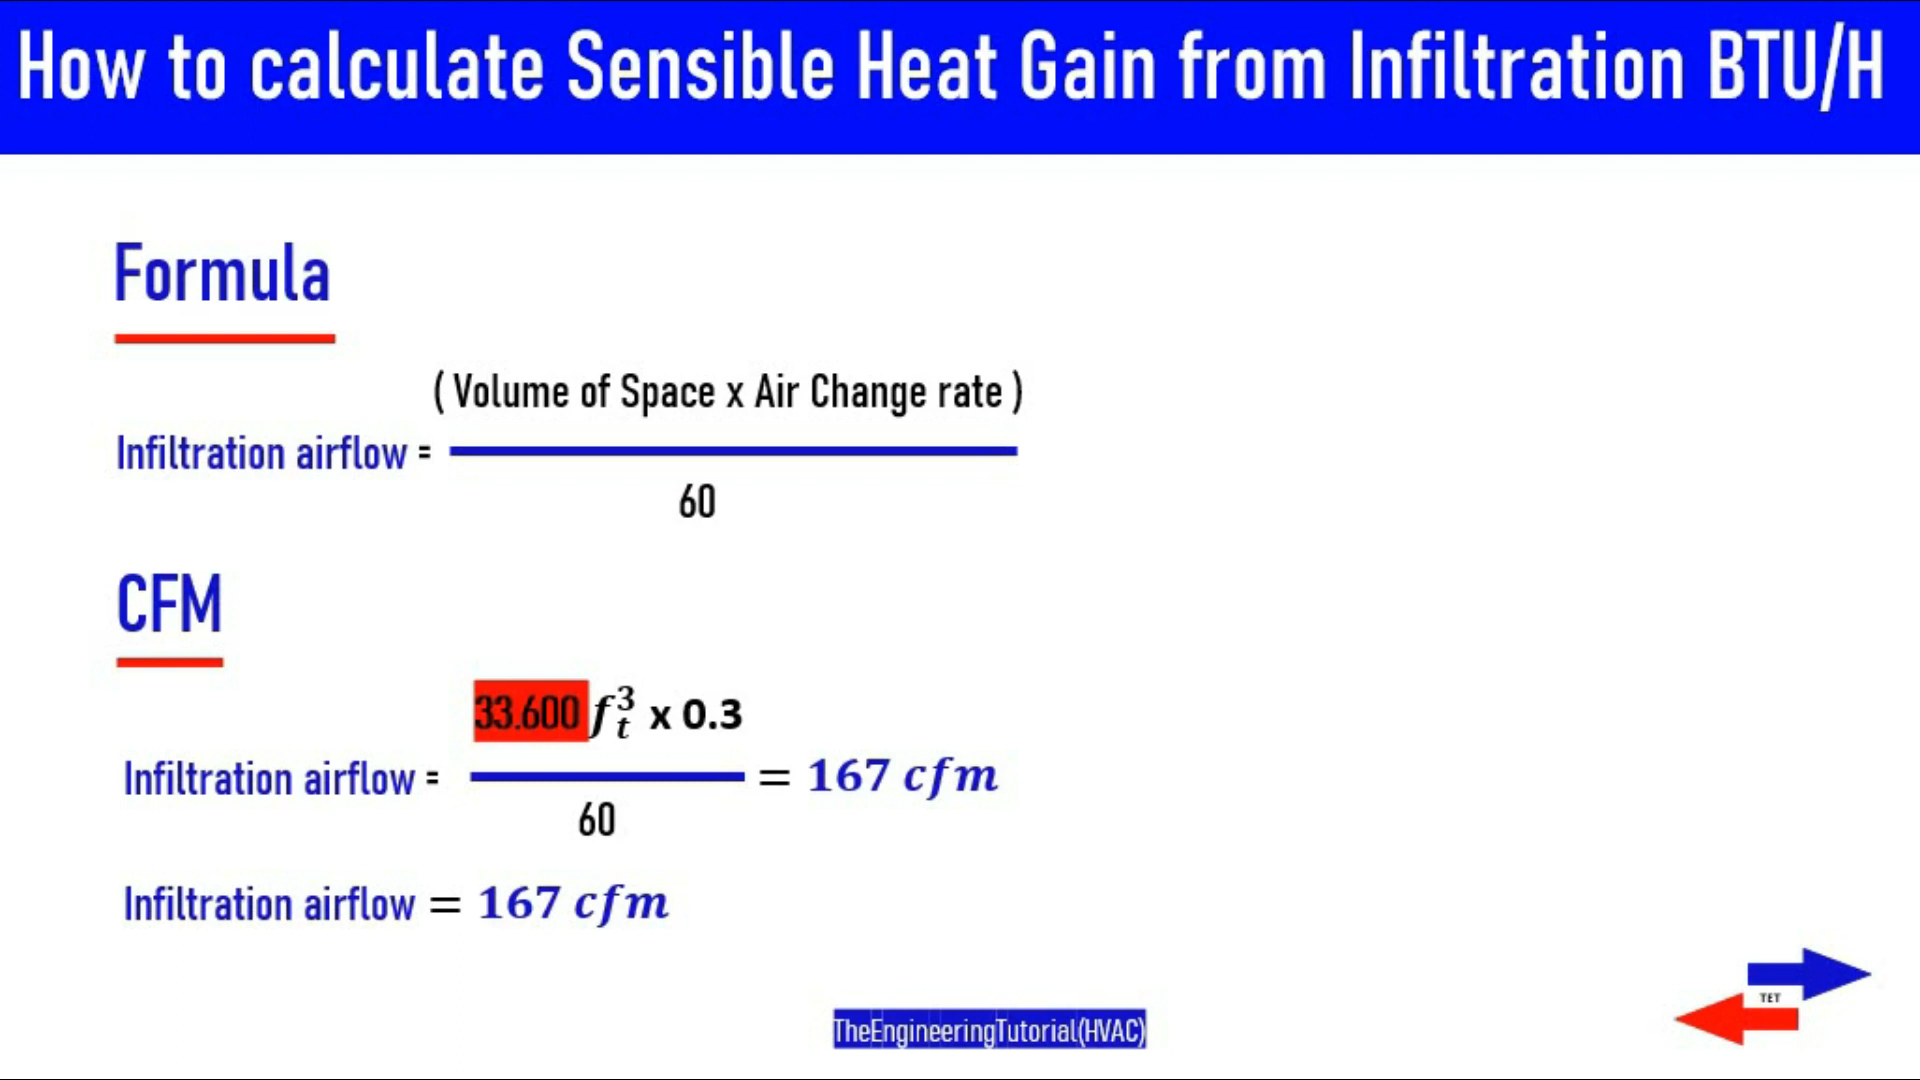 How to calculate Sensible Heat Gain from Infiltration BTU/H
Formula
( Volume of Space x Air Change rate )
Infiltration airflow =
60
CFM
33.600 f³ₜ x 0.3
Infiltration airflow = = 167 cfm
60
Infiltration airflow = 167 cfm
TET
TheEngineeringTutorial(HVAC)